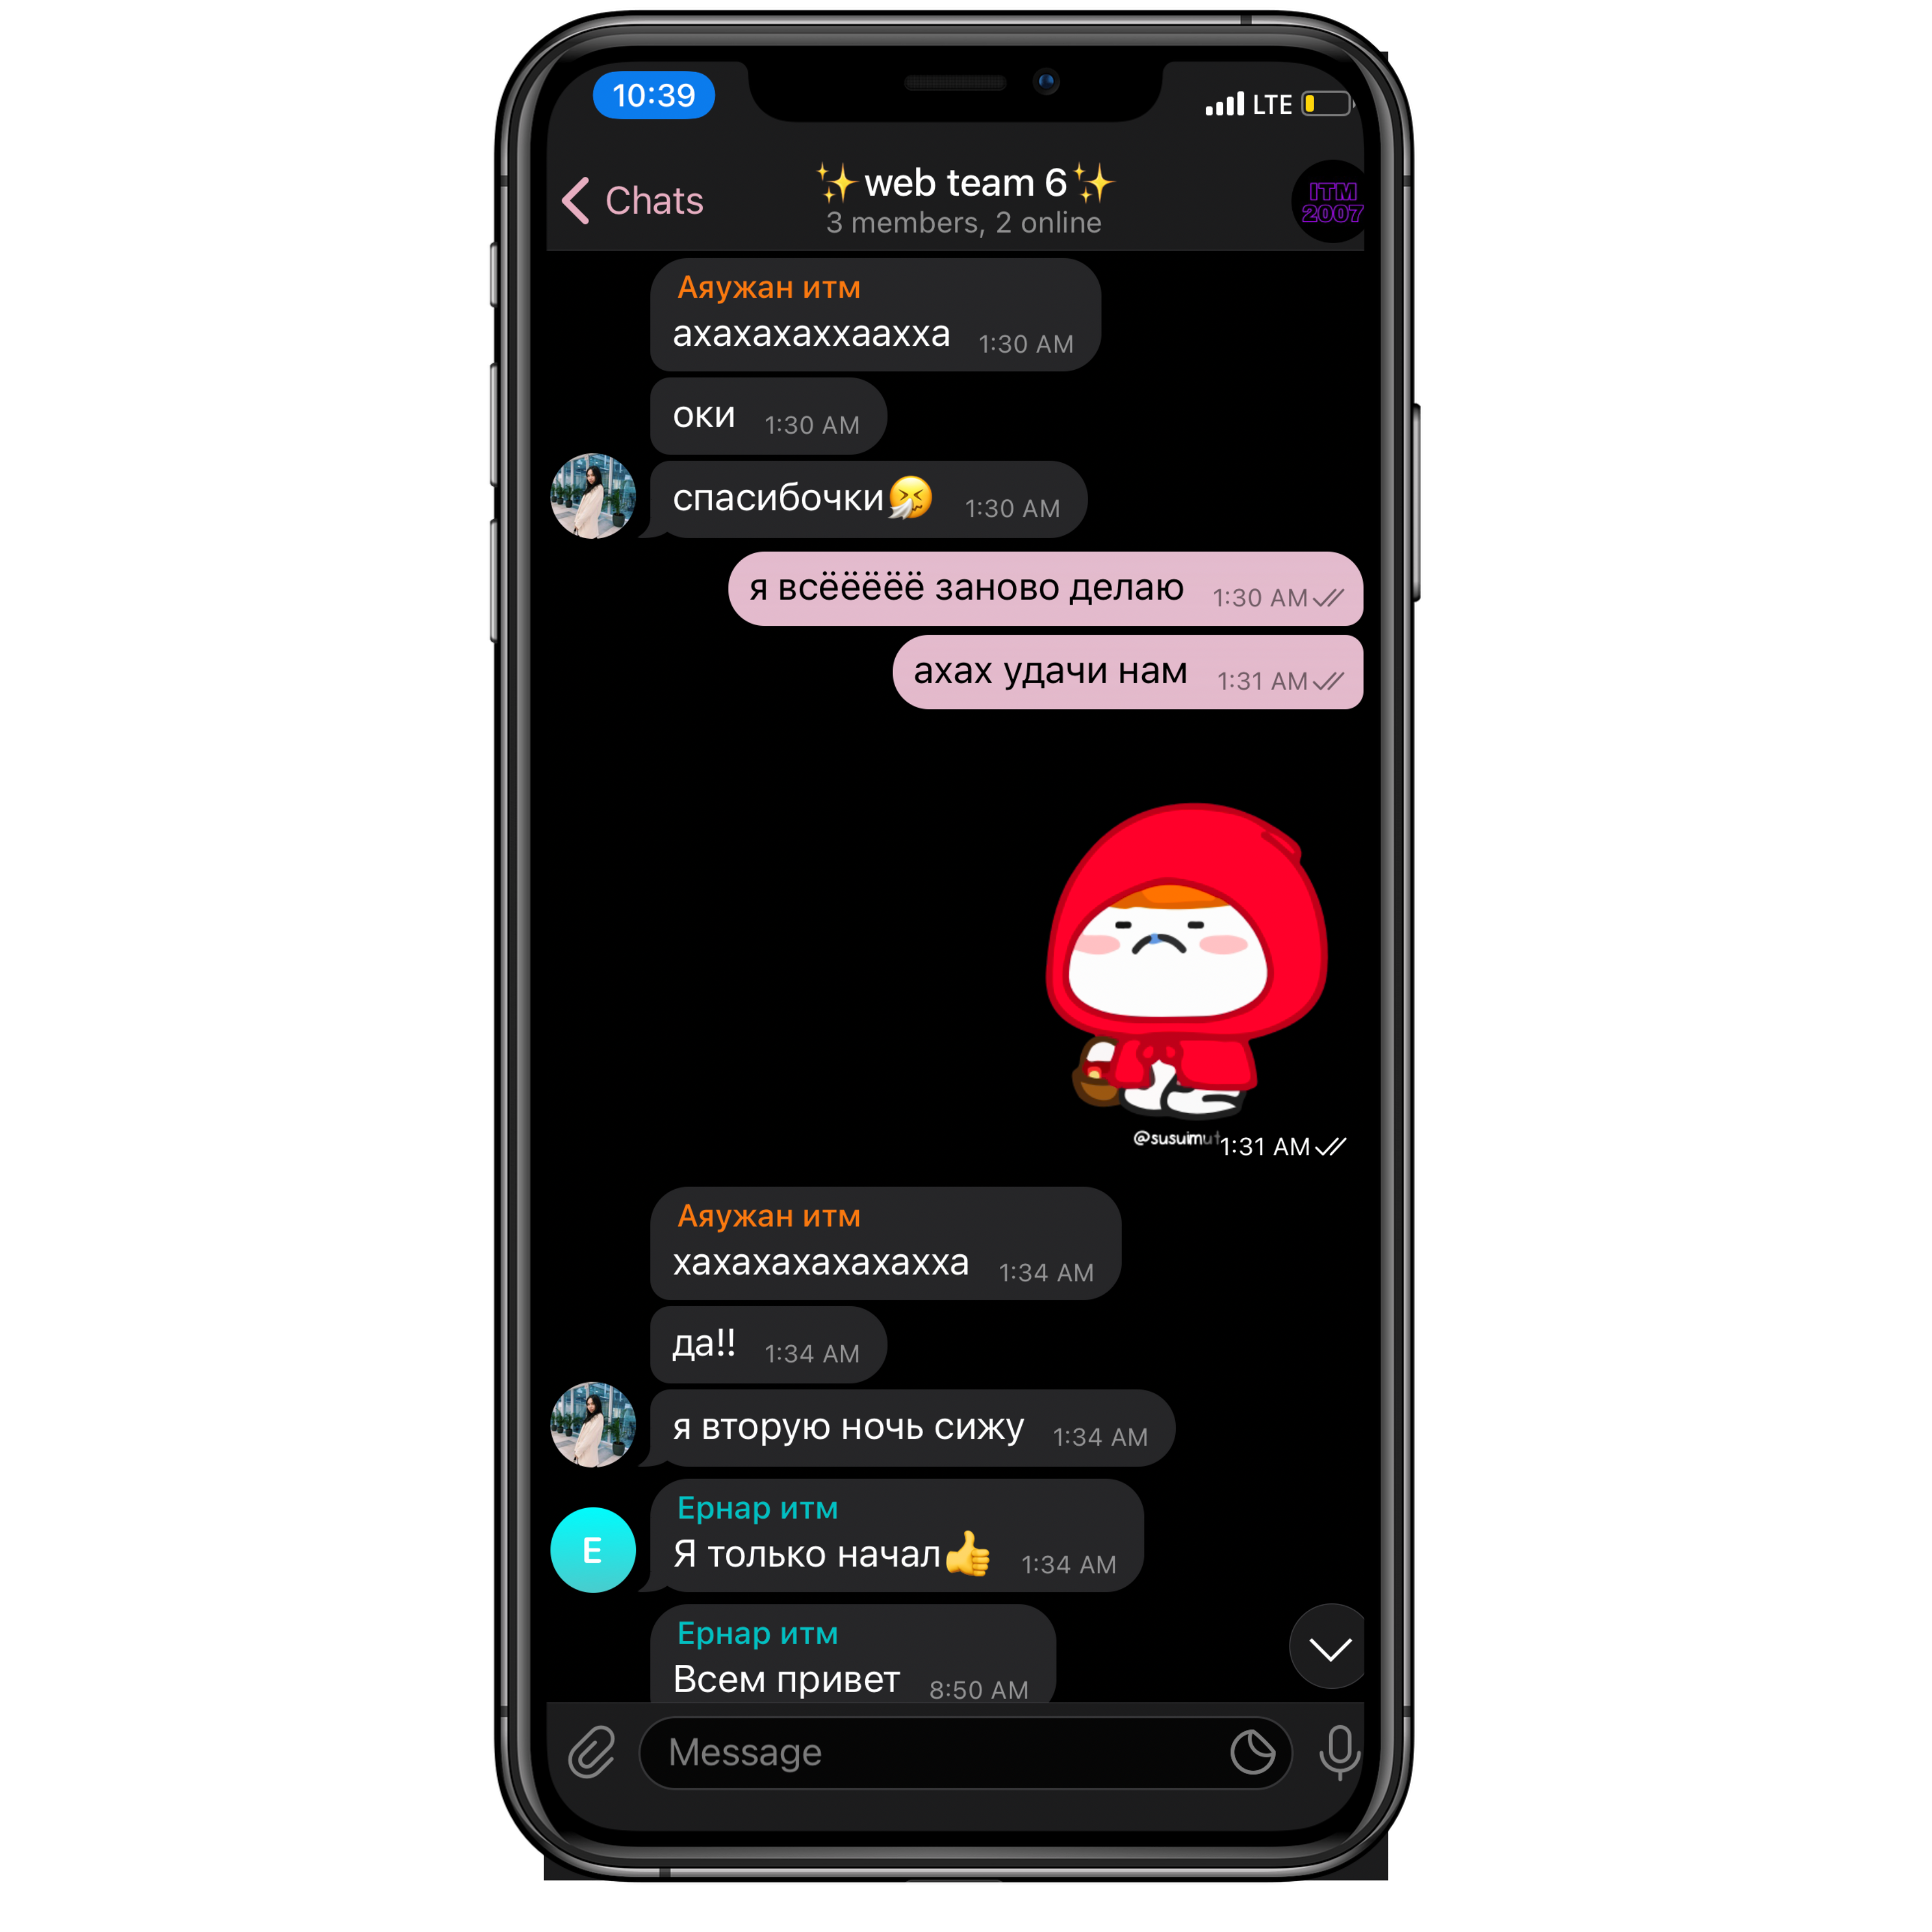 10:39
LTE
Chats
✨web team 6✨
3 members, 2 online
ITM
2007
Аяужан итм
ахахахаххааxха 1:30 AM
оки 1:30 AM
спасибочки🤧 1:30 AM
я всёёёёё заново делаю 1:30 AM
ахах удачи нам 1:31 AM
@susuimut
1:31 AM
Аяужан итм
хахахахахахахха 1:34 AM
да!! 1:34 AM
я вторую ночь сижу 1:34 AM
Ернар итм
Е
Я только начал👍 1:34 AM
Ернар итм
Всем привет 8:50 AM
Message